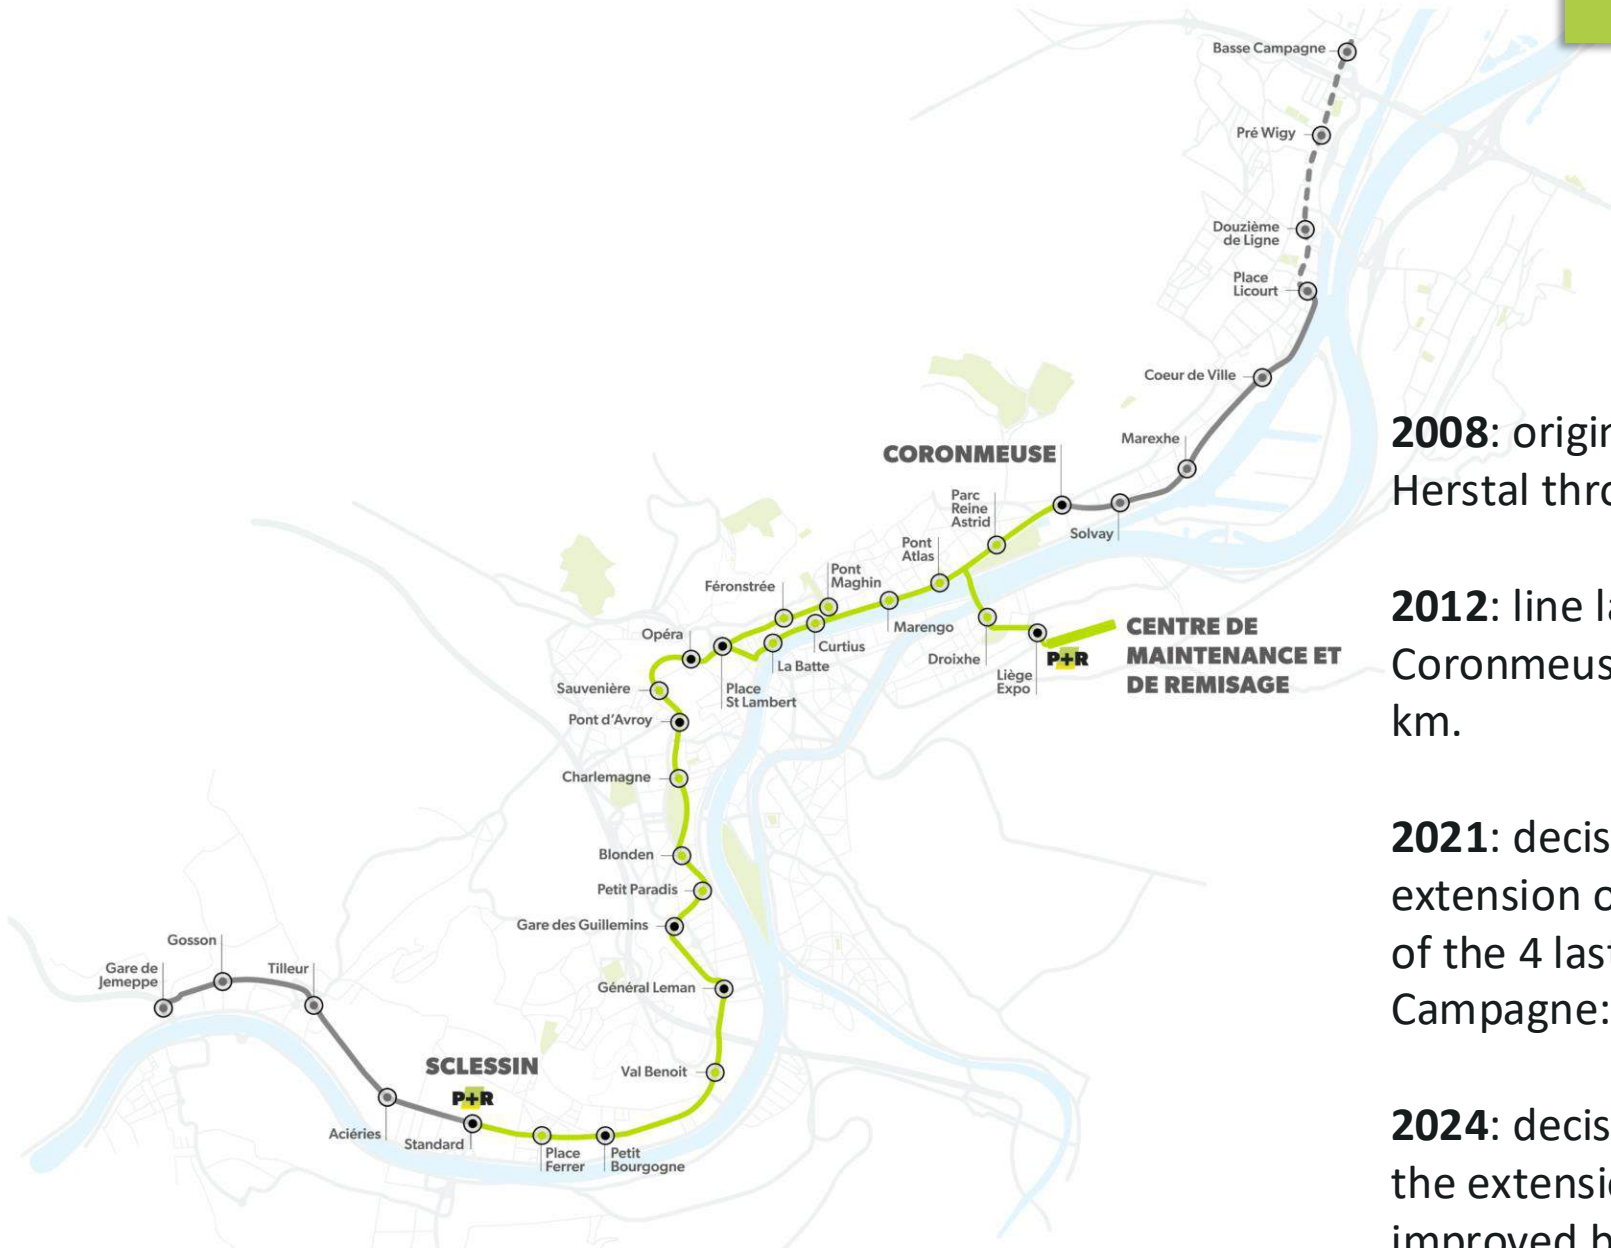 Basse Campagne
Pré Wigy
Douzième
de Ligne
Place
Licourt
Coeur de Ville
Marexhe
CORONMEUSE
Solvay
Parc
Reine
Astrid
Pont
Atlas
Pont
Maghin
Féronstrée
Marengo
Curtius
La Batte
Opéra
Place
St Lambert
Droixhe
Liège
Expo
P+R
CENTRE DE
MAINTENANCE ET
DE REMISAGE
Sauvenière
Pont d'Avroy
Charlemagne
Blonden
Petit Paradis
Gare des Guillemins
Général Leman
Val Benoit
Gosson
Gare de
Jemeppe
Tilleur
SCLESSIN
P+R
Aciéries
Standard
Place
Ferrer
Petit
Bourgogne
2008: origin
Herstal thro
2012: line la
Coronmeus
km.
2021: decis
extension o
of the 4 last
Campagne:
2024: decis
the extensi
improved b